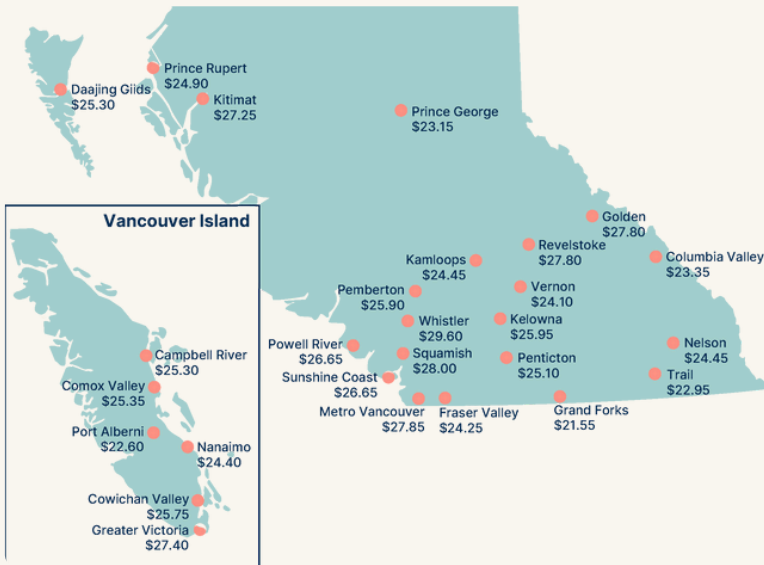 Prince Rupert
$24.90
Daajing Giids
$25.30
Kitimat
$27.25
Prince George
$23.15
Golden
$27.80
Revelstoke
$27.80
Columbia Valley
$23.35
Kamloops
$24.45
Vernon
$24.10
Pemberton
$25.90
Whistler
$29.60
Kelowna
$25.95
Powell River
$26.65
Squamish
$28.00
Penticton
$25.10
Nelson
$24.45
Sunshine Coast
$26.65
Trail
$22.95
Metro Vancouver
$27.85
Fraser Valley
$24.25
Grand Forks
$21.55
Vancouver Island
Campbell River
$25.30
Comox Valley
$25.35
Port Alberni
$22.60
Nanaimo
$24.40
Cowichan Valley
$25.75
Greater Victoria
$27.40